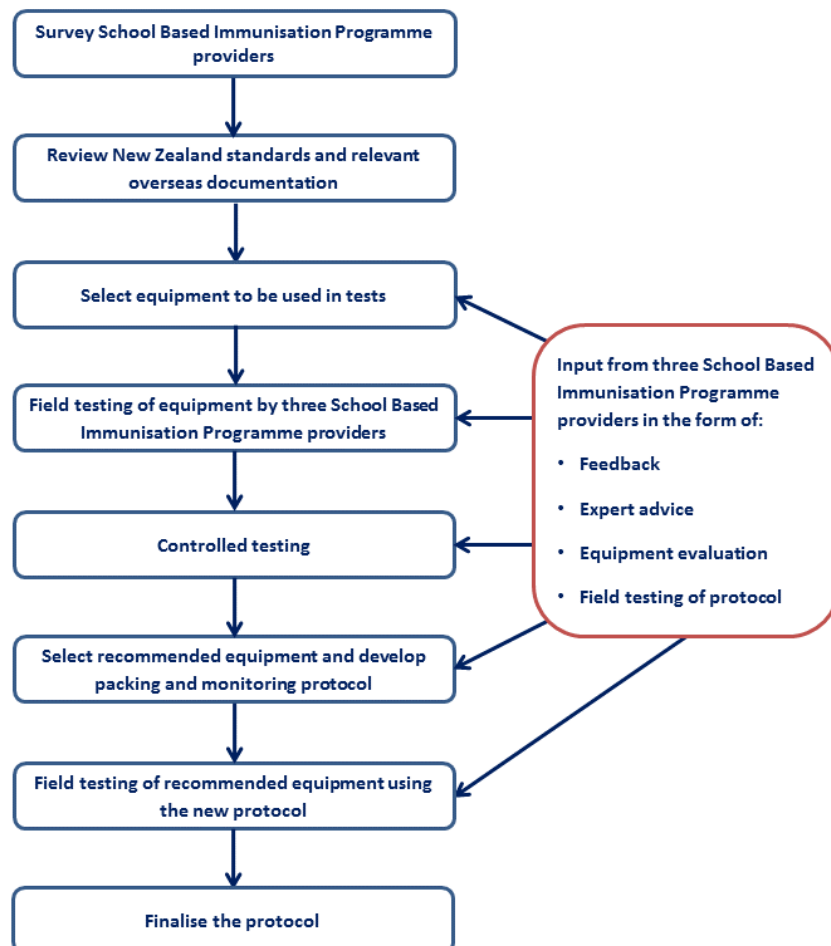 Survey School Based Immunisation Programme
providers
Review New Zealand standards and relevant
overseas documentation
Select equipment to be used in tests
Field testing of equipment by three School Based
Immunisation Programme providers
Controlled testing
Select recommended equipment and develop
packing and monitoring protocol
Field testing of recommended equipment using
the new protocol
Finalise the protocol
Input from three School Based
Immunisation Programme
providers in the form of:
• Feedback
• Expert advice
• Equipment evaluation
• Field testing of protocol